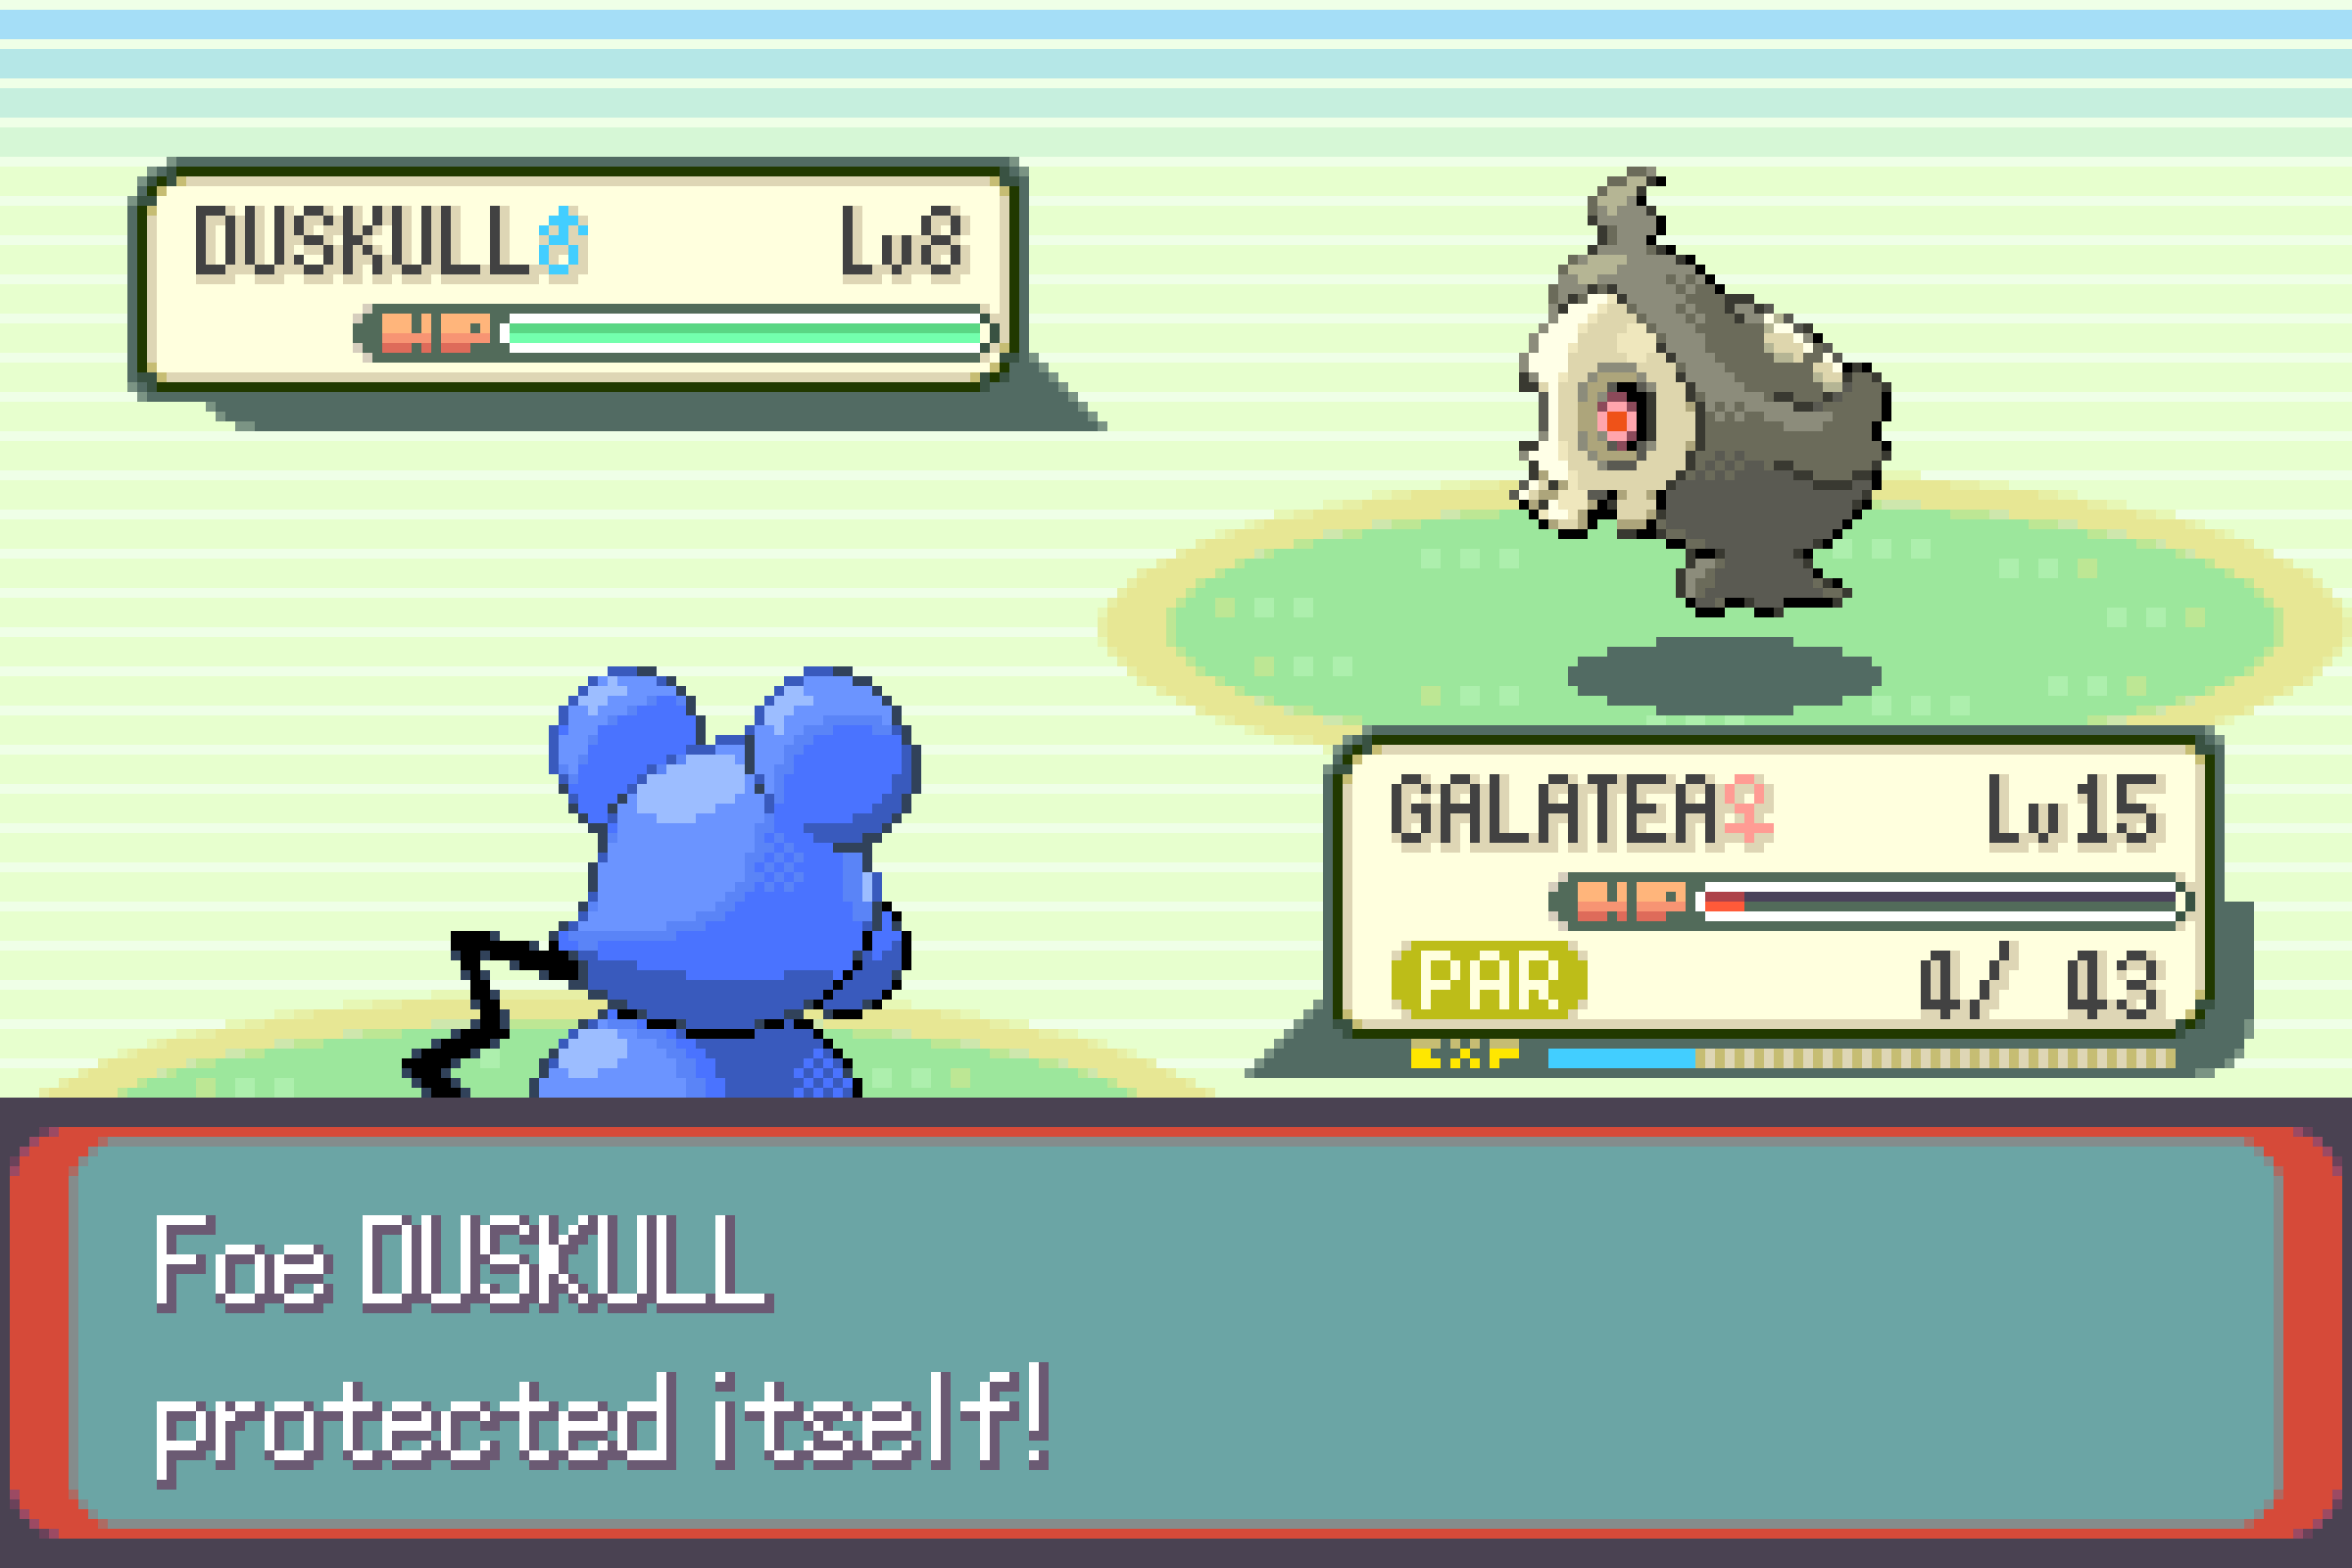 DUSKULL♂ Lv8
HP
GALATEA♀ Lv15
HP
PAR 4/ 43
EXP
Foe DUSKULL
protected itself!